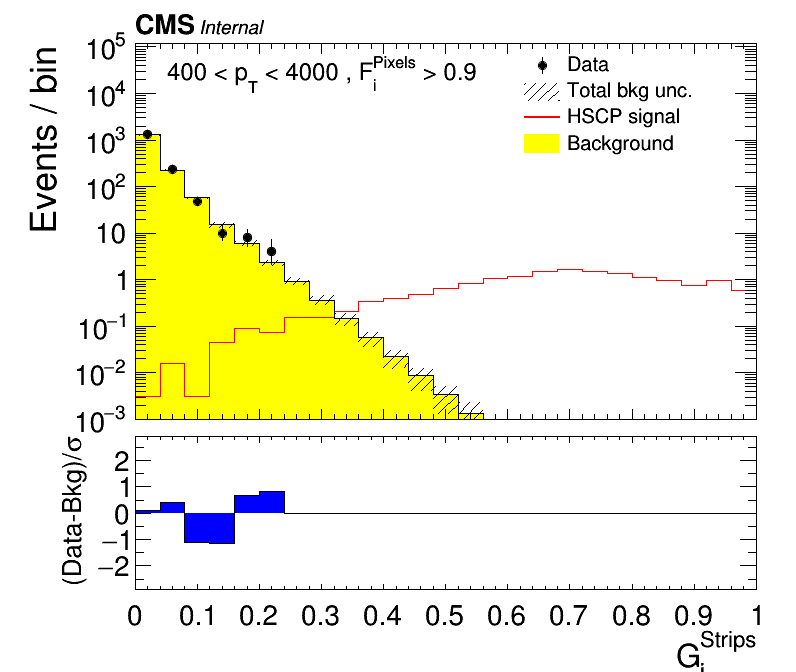 CMS Internal
400 < p_T < 4000 , F_i^Pixels > 0.9
Data
Total bkg unc.
HSCP signal
Background
Events / bin
10^5
10^4
10^3
10^2
10
1
10^−1
10^−2
10^−3
(Data-Bkg)/σ
2
1
0
−1
−2
0 0.1 0.2 0.3 0.4 0.5 0.6 0.7 0.8 0.9 1
G_i^Strips